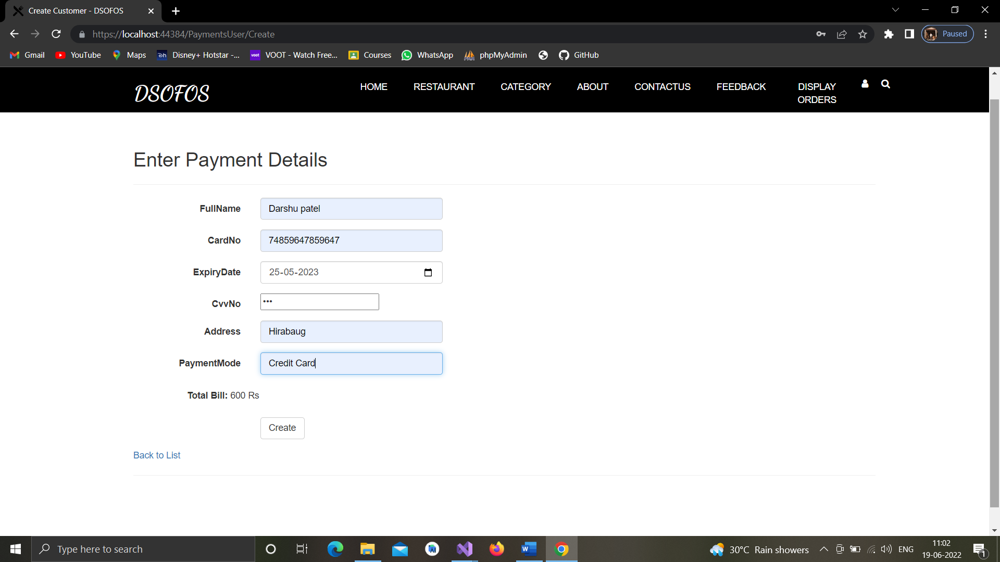 Create Customer - DSOFOS
https://localhost:44384/PaymentsUser/Create
Paused
Gmail
YouTube
Maps
Disney+ Hotstar -...
VOOT - Watch Free...
Courses
WhatsApp
phpMyAdmin
GitHub
DSOFOS
HOME
RESTAURANT
CATEGORY
ABOUT
CONTACTUS
FEEDBACK
DISPLAY
ORDERS
Enter Payment Details
FullName
Darshu patel
CardNo
74859647859647
ExpiryDate
25-05-2023
CvvNo
•••
Address
Hirabaug
PaymentMode
Credit Card
Total Bill: 600 Rs
Create
Back to List
Type here to search
30°C Rain showers
ENG
11:02
19-06-2022
1